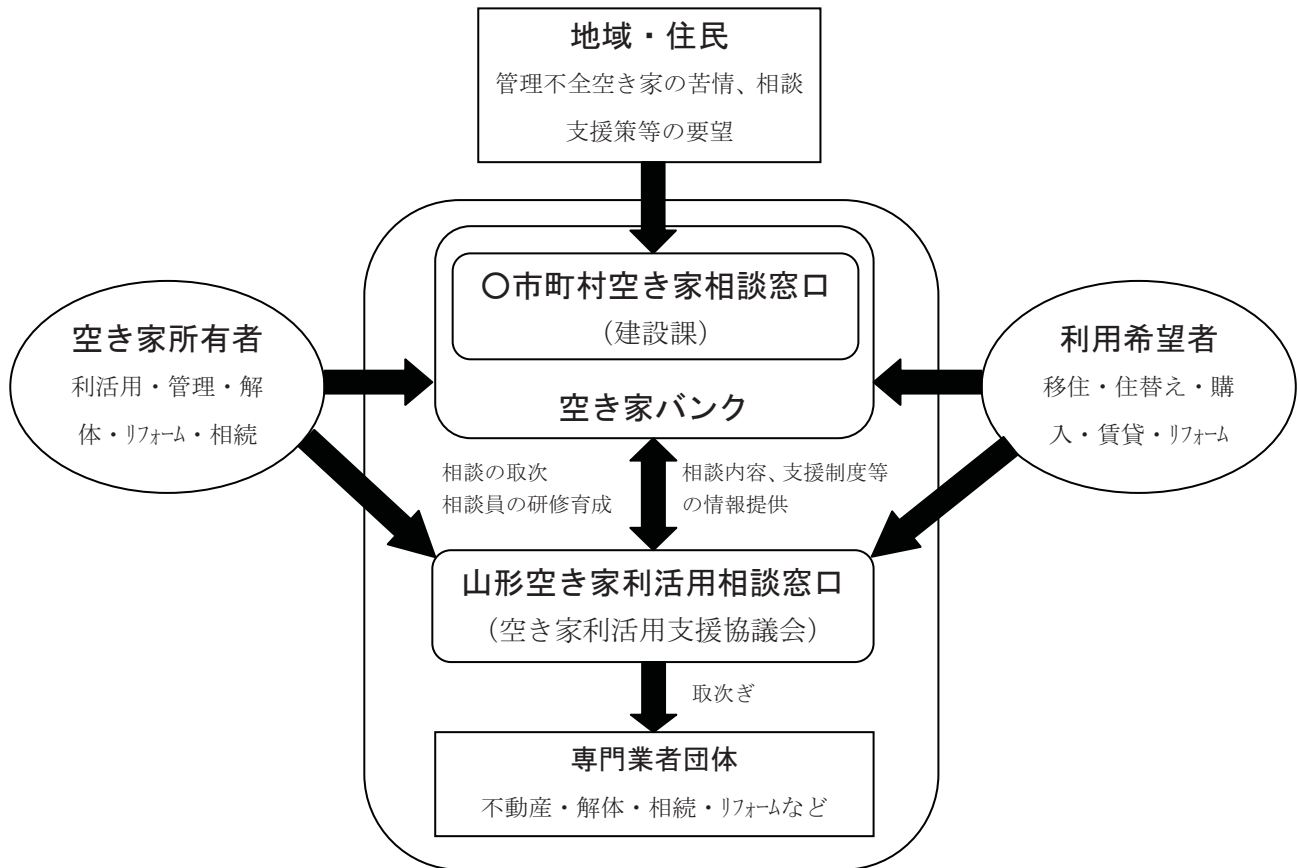 地域・住民
管理不全空き家の苦情、相談
支援策等の要望
〇市町村空き家相談窓口
(建設課)
空き家バンク
空き家所有者
利活用・管理・解
体・ﾘﾌｫｰﾑ・相続
利用希望者
移住・住替え・購
入・賃貸・ﾘﾌｫｰﾑ
相談の取次
相談員の研修育成
相談内容、支援制度等
の情報提供
山形空き家利活用相談窓口
(空き家利活用支援協議会)
取次ぎ
専門業者団体
不動産・解体・相続・ﾘﾌｫｰﾑなど